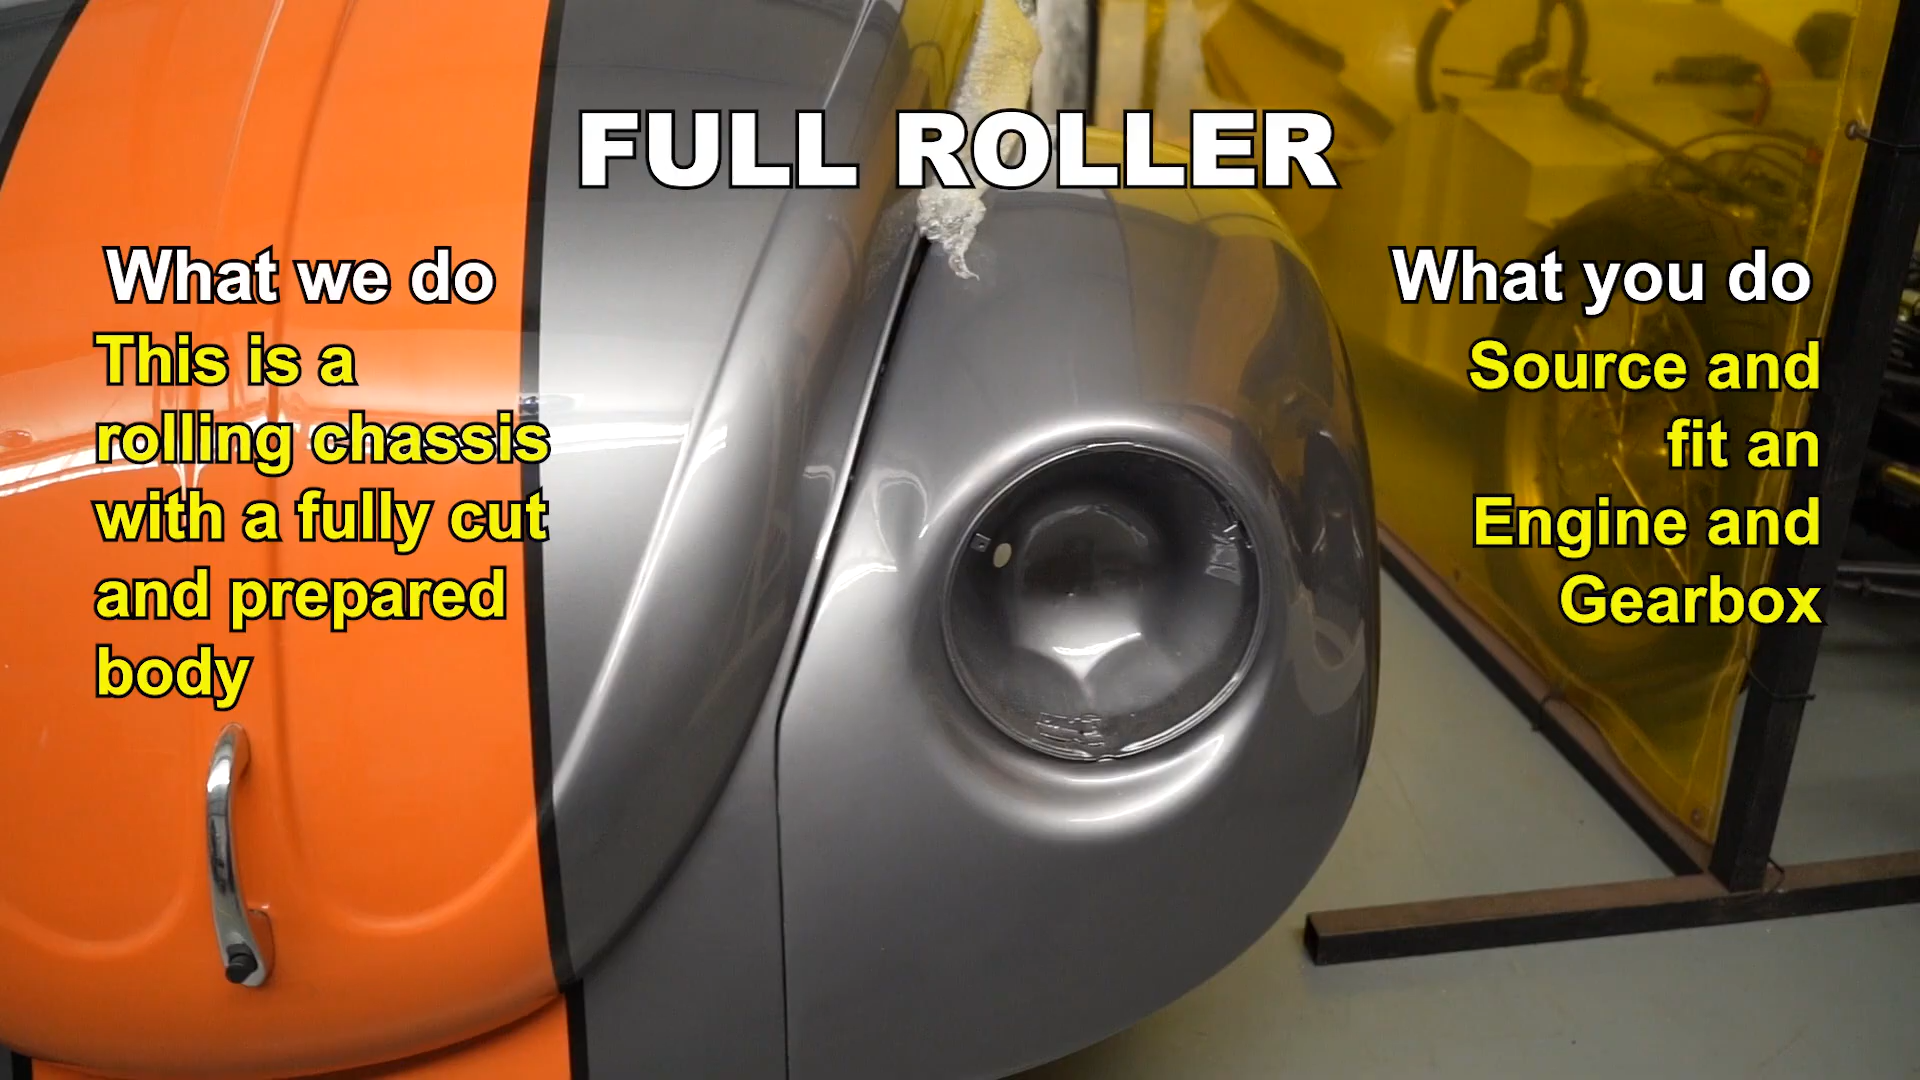 FULL ROLLER
What we do
This is a
rolling chassis
with a fully cut
and prepared
body
What you do
Source and
fit an
Engine and
Gearbox